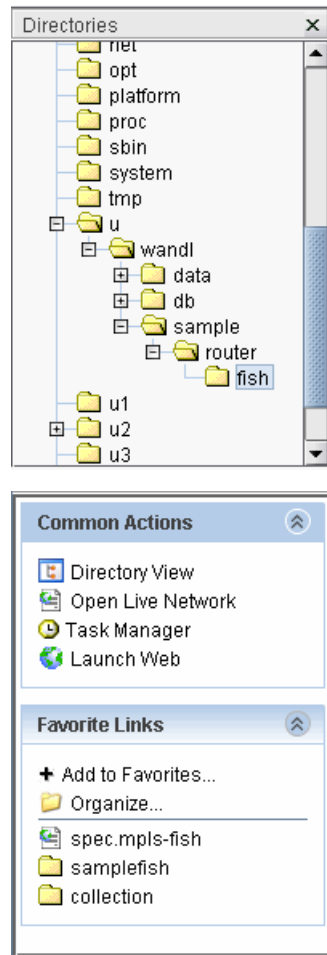 Directories
net
opt
platform
proc
sbin
system
tmp
u
wandl
data
db
sample
router
fish
u1
u2
u3
Common Actions
Directory View
Open Live Network
Task Manager
Launch Web
Favorite Links
Add to Favorites...
Organize...
spec.mpls-fish
samplefish
collection